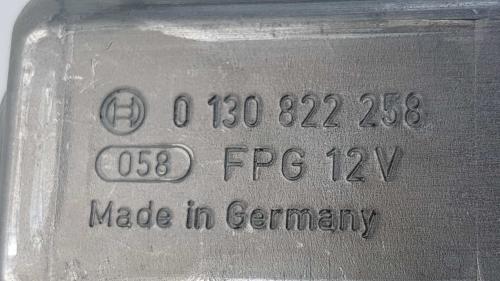 0 130 822 258
058 FPG 12V
Made in Germany